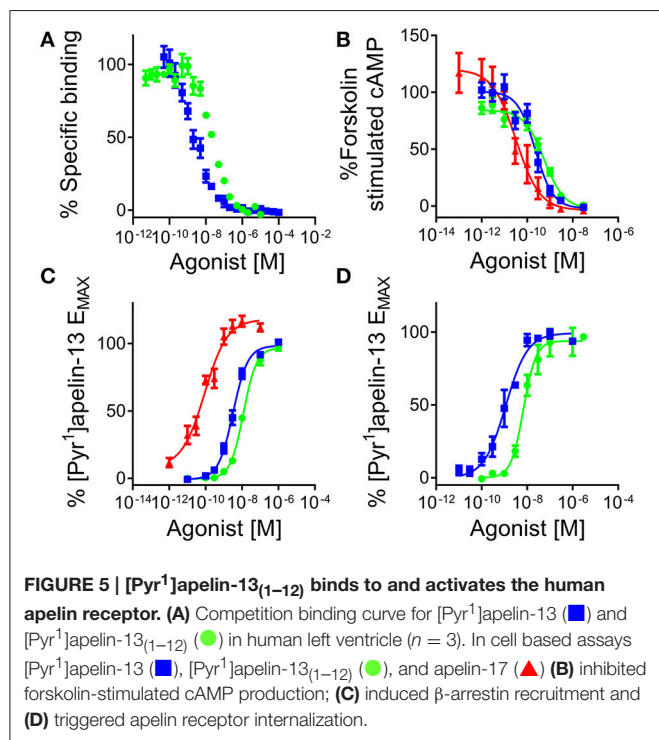 A
% Specific binding
100
50
0
10⁻¹² 10⁻¹⁰ 10⁻⁸ 10⁻⁶ 10⁻⁴ 10⁻²
Agonist [M]
B
%Forskolin
stimulated cAMP
150
100
50
0
10⁻¹⁴ 10⁻¹² 10⁻¹⁰ 10⁻⁸ 10⁻⁶
Agonist [M]
C
% [Pyr¹]apelin-13 E_MAX
100
50
0
10⁻¹⁴ 10⁻¹² 10⁻¹⁰ 10⁻⁸ 10⁻⁶ 10⁻⁴
Agonist [M]
D
% [Pyr¹]apelin-13 E_MAX
100
50
0
10⁻¹² 10⁻¹⁰ 10⁻⁸ 10⁻⁶ 10⁻⁴
Agonist [M]
FIGURE 5 | [Pyr¹]apelin-13₍₁₋₁₂₎ binds to and activates the human
apelin receptor. (A) Competition binding curve for [Pyr¹]apelin-13 (■) and
[Pyr¹]apelin-13₍₁₋₁₂₎ (●) in human left ventricle (n = 3). In cell based assays
[Pyr¹]apelin-13 (■), [Pyr¹]apelin-13₍₁₋₁₂₎ (●), and apelin-17 (▲) (B) inhibited
forskolin-stimulated cAMP production; (C) induced β-arrestin recruitment and
(D) triggered apelin receptor internalization.